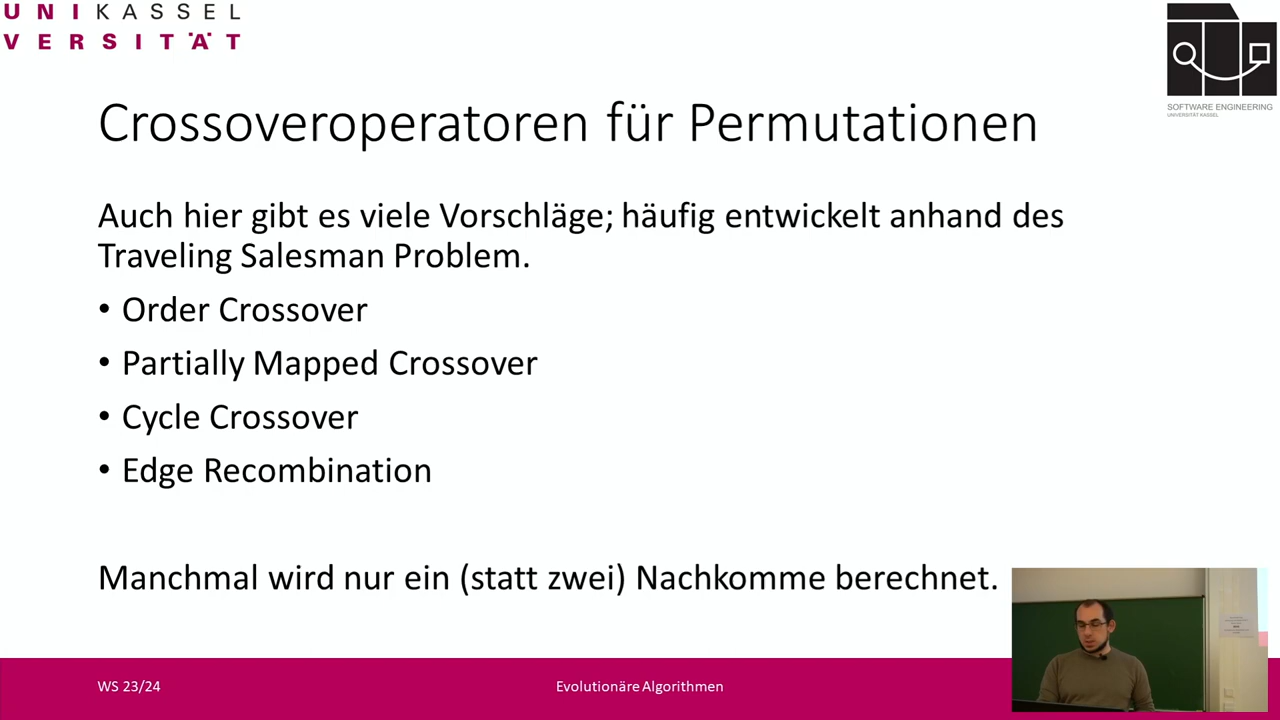 UNIKASSEL
VERSITÄT
SOFTWARE ENGINEERING
UNIVERSITÄT KASSEL
Crossoveroperatoren für Permutationen
Auch hier gibt es viele Vorschläge; häufig entwickelt anhand des
Traveling Salesman Problem.
• Order Crossover
• Partially Mapped Crossover
• Cycle Crossover
• Edge Recombination
Manchmal wird nur ein (statt zwei) Nachkomme berechnet.
WS 23/24
Evolutionäre Algorithmen